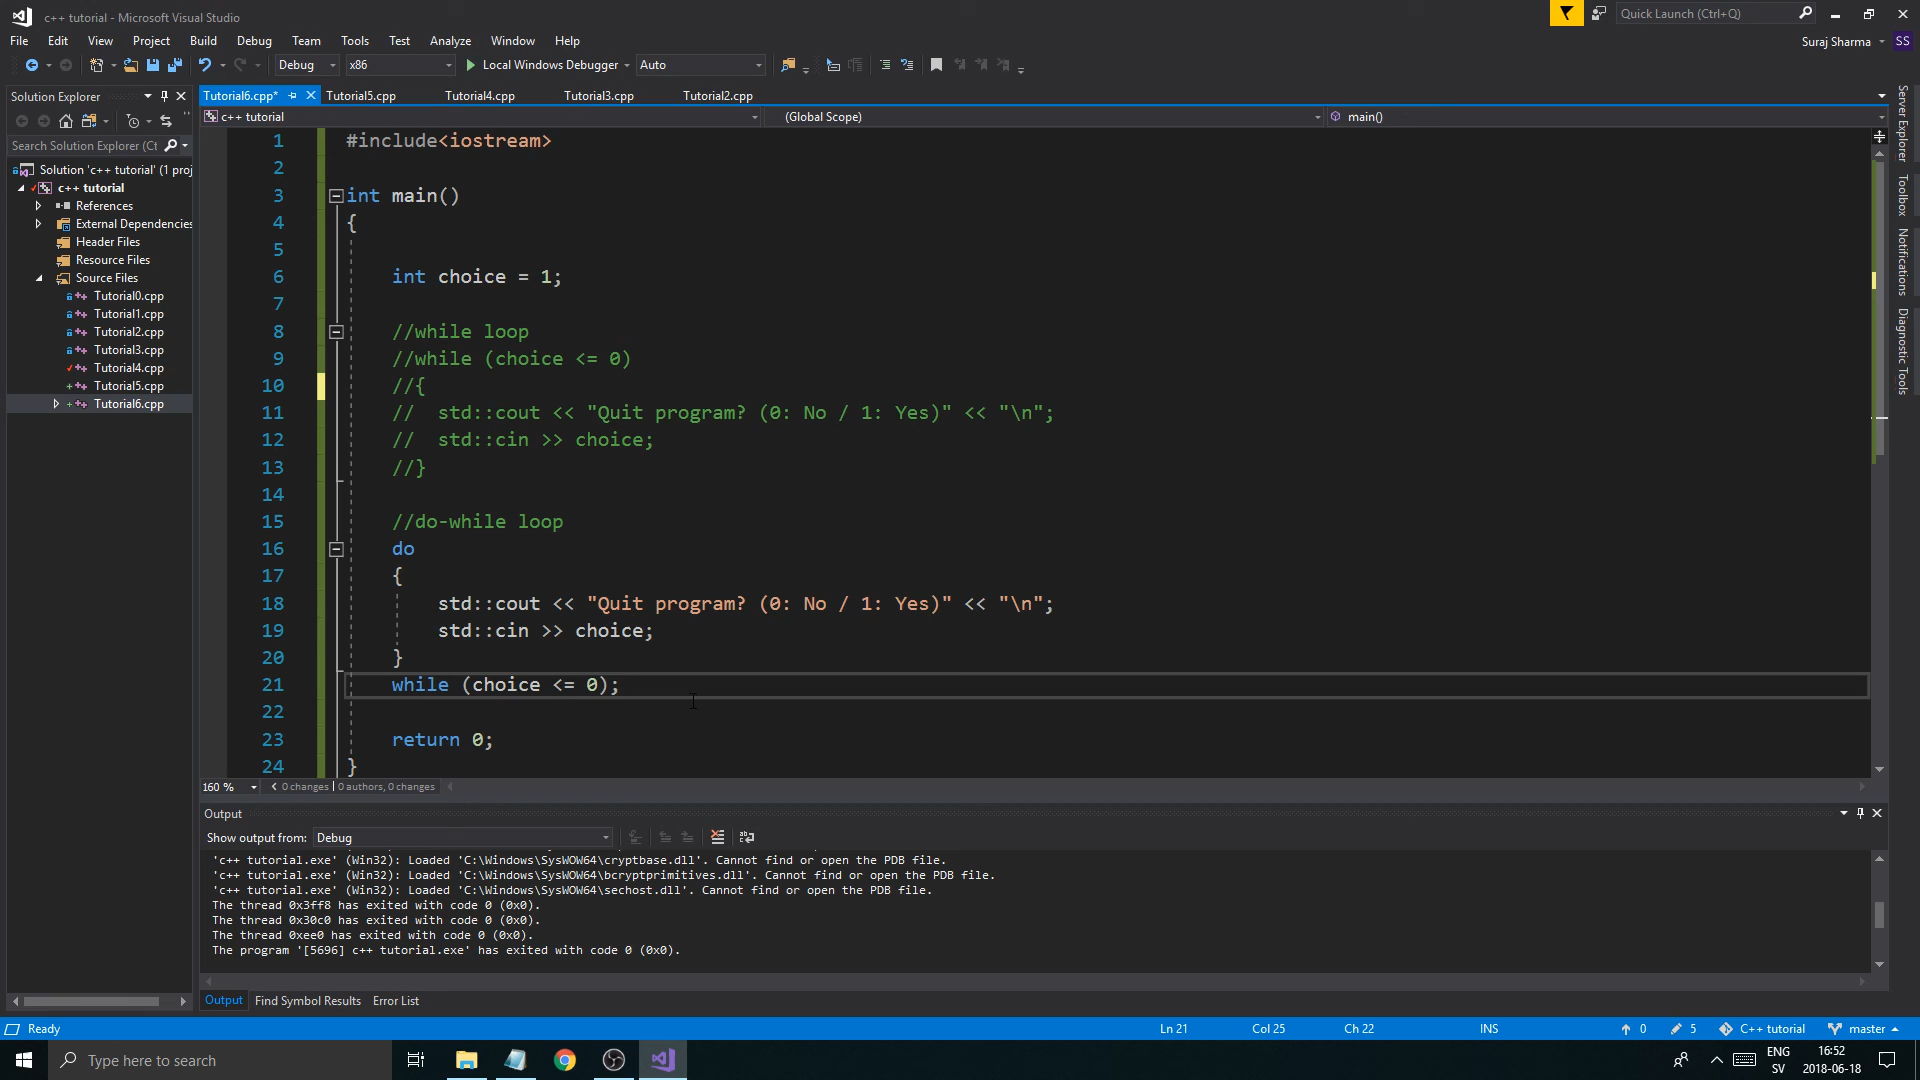 c++ tutorial - Microsoft Visual Studio
Quick Launch (Ctrl+Q)
File Edit View Project Build Debug Team Tools Test Analyze Window Help
Suraj Sharma SS
Debug x86 Local Windows Debugger Auto
Solution Explorer
Search Solution Explorer (Ct
Solution 'c++ tutorial' (1 proj
c++ tutorial
References
External Dependencies
Header Files
Resource Files
Source Files
Tutorial0.cpp
Tutorial1.cpp
Tutorial2.cpp
Tutorial3.cpp
Tutorial4.cpp
Tutorial5.cpp
Tutorial6.cpp
Tutorial6.cpp* Tutorial5.cpp Tutorial4.cpp Tutorial3.cpp Tutorial2.cpp
c++ tutorial (Global Scope) main()
1 #include<iostream>
2
3 int main()
4 {
5
6 int choice = 1;
7
8 //while loop
9 //while (choice <= 0)
10 //{
11 // std::cout << "Quit program? (0: No / 1: Yes)" << "\n";
12 // std::cin >> choice;
13 //}
14
15 //do-while loop
16 do
17 {
18 std::cout << "Quit program? (0: No / 1: Yes)" << "\n";
19 std::cin >> choice;
20 }
21 while (choice <= 0);
22
23 return 0;
24 }
160 % 0 changes | 0 authors, 0 changes
Output
Show output from: Debug
'c++ tutorial.exe' (Win32): Loaded 'C:\Windows\SysWOW64\cryptbase.dll'. Cannot find or open the PDB file.
'c++ tutorial.exe' (Win32): Loaded 'C:\Windows\SysWOW64\bcryptprimitives.dll'. Cannot find or open the PDB file.
'c++ tutorial.exe' (Win32): Loaded 'C:\Windows\SysWOW64\sechost.dll'. Cannot find or open the PDB file.
The thread 0x3ff8 has exited with code 0 (0x0).
The thread 0x30c0 has exited with code 0 (0x0).
The thread 0xee0 has exited with code 0 (0x0).
The program '[5696] c++ tutorial.exe' has exited with code 0 (0x0).
Output Find Symbol Results Error List
Server Explorer
Toolbox
Notifications
Diagnostic Tools
Ready Ln 21 Col 25 Ch 22 INS 0 5 C++ tutorial master
Type here to search
ENG
SV
16:52
2018-06-18